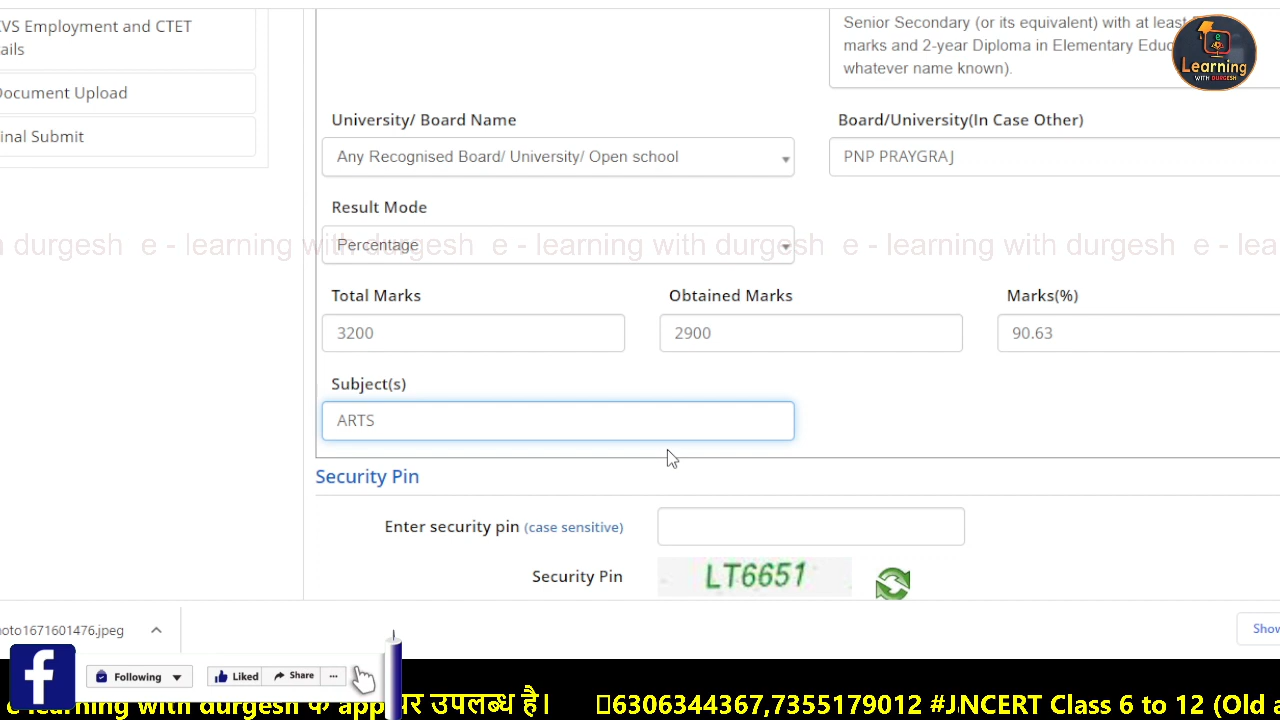 VS Employment and CTET
ails
Document Upload
inal Submit
Senior Secondary (or its equivalent) with at least
marks and 2-year Diploma in Elementary Educ
whatever name known).
e
Learning
WITH DURGESH
University/ Board Name
Board/University(In Case Other)
Any Recognised Board/ University/ Open school
PNP PRAYGRAJ
Result Mode
Percentage
h durgesh e - learning with durgesh e - learning with durgesh e - learning with durgesh e - lea
Total Marks
Obtained Marks
Marks(%)
3200
2900
90.63
Subject(s)
ARTS
Security Pin
Enter security pin (case sensitive)
Security Pin
LT6651
oto1671601476.jpeg
Show
f
Following
Liked
Share
...
e learning with durgesh के app पर उपलब्ध है। 6306344367,7355179012 #JNCERT Class 6 to 12 (Old a